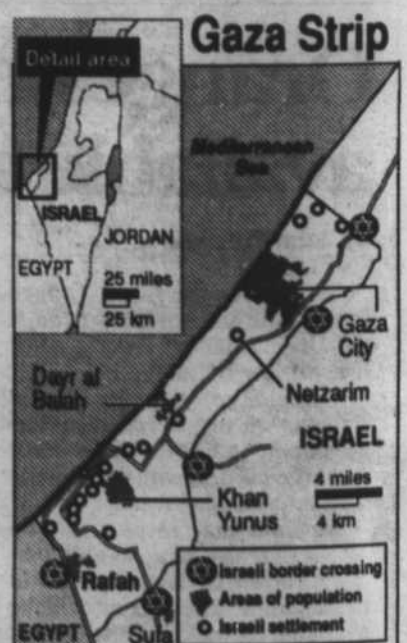 Gaza Strip
Detail area
Mediterranean
Sea
ISRAEL
JORDAN
EGYPT
25 miles
25 km
Gaza
City
Dayr al
Balah
Netzarim
ISRAEL
4 miles
4 km
Khan
Yunus
Israeli border crossing
Areas of population
Israeli settlement
Rafah
EGYPT
Sufa